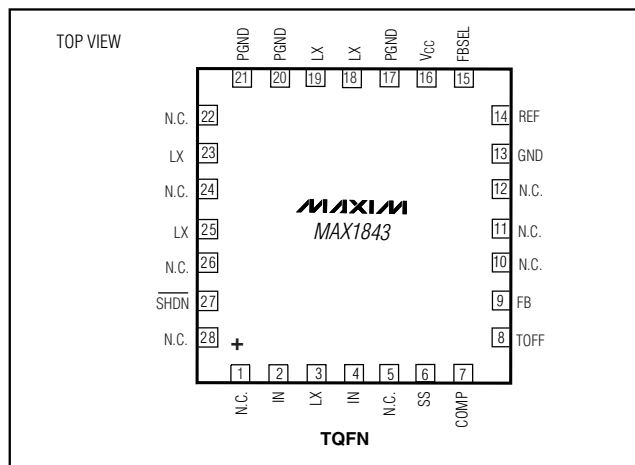 TOP VIEW
PGND
PGND
LX
LX
PGND
VCC
FBSEL
21
20
19
18
17
16
15
N.C.
22
LX
23
N.C.
24
LX
25
N.C.
26
SHDN
27
N.C.
28
14
REF
13
GND
12
N.C.
11
N.C.
10
N.C.
9
FB
8
TOFF
MAXIM
MAX1843
+
1
2
3
4
5
6
7
N.C.
IN
LX
IN
N.C.
SS
COMP
TQFN